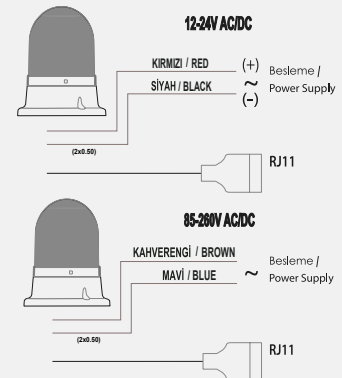 12-24V AC/DC
KIRMIZI / RED (+) Besleme /
SİYAH / BLACK ~ Power Supply
(-)
(2x0.50)
RJ11
85-260V AC/DC
KAHVERENGİ / BROWN Besleme /
MAVİ / BLUE ~ Power Supply
(2x0.50)
RJ11